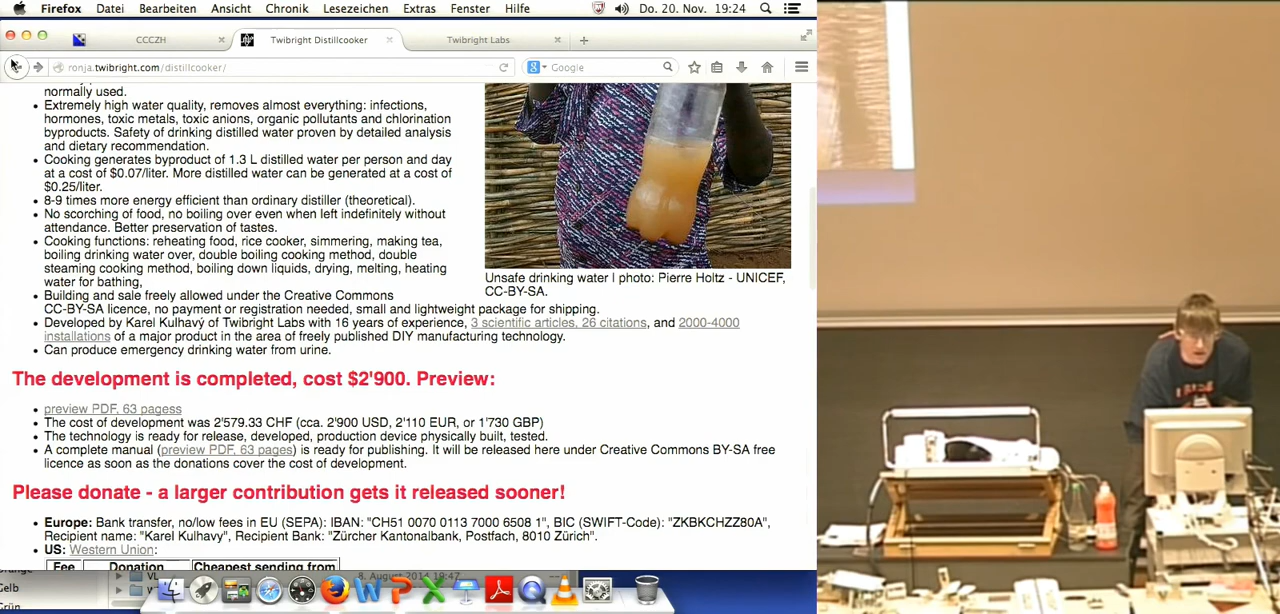 Firefox Datei Bearbeiten Ansicht Chronik Lesezeichen Extras Fenster Hilfe Do. 20. Nov. 19:24
CCCZH Twibright Distillcooker Twibright Labs
ronja.twibright.com/distillcooker/ Google
normally used.
Extremely high water quality, removes almost everything: infections,
hormones, toxic metals, toxic anions, organic pollutants and chlorination
byproducts. Safety of drinking distilled water proven by detailed analysis
and dietary recommendation.
Cooking generates byproduct of 1.3 L distilled water per person and day
at a cost of $0.07/liter. More distilled water can be generated at a cost of
$0.25/liter.
8-9 times more energy efficient than ordinary distiller (theoretical).
No scorching of food, no boiling over even when left indefinitely without
attendance. Better preservation of tastes.
Cooking functions: reheating food, rice cooker, simmering, making tea,
boiling drinking water over, double boiling cooking method, double
steaming cooking method, boiling down liquids, drying, melting, heating
water for bathing,
Unsafe drinking water | photo: Pierre Holtz - UNICEF,
CC-BY-SA.
Building and sale freely allowed under the Creative Commons
CC-BY-SA licence, no payment or registration needed, small and lightweight package for shipping.
Developed by Karel Kulhavý of Twibright Labs with 16 years of experience, 3 scientific articles, 26 citations, and 2000-4000
installations of a major product in the area of freely published DIY manufacturing technology.
Can produce emergency drinking water from urine.
The development is completed, cost $2'900. Preview:
preview PDF, 63 pagess
The cost of development was 2'579.33 CHF (cca. 2'900 USD, 2'110 EUR, or 1'730 GBP)
The technology is ready for release, developed, production device physically built, tested.
A complete manual (preview PDF, 63 pages) is ready for publishing. It will be released here under Creative Commons BY-SA free
licence as soon as the donations cover the cost of development.
Please donate - a larger contribution gets it released sooner!
Europe: Bank transfer, no/low fees in EU (SEPA): IBAN: "CH51 0070 0113 7000 6508 1", BIC (SWIFT-Code): "ZKBKCHZZ80A",
Recipient name: "Karel Kulhavy", Recipient Bank: "Zürcher Kantonalbank, Postfach, 8010 Zürich".
US: Western Union:
Fee Donation Cheapest sending from
8. August 2014 19:47
Gelb
Grün